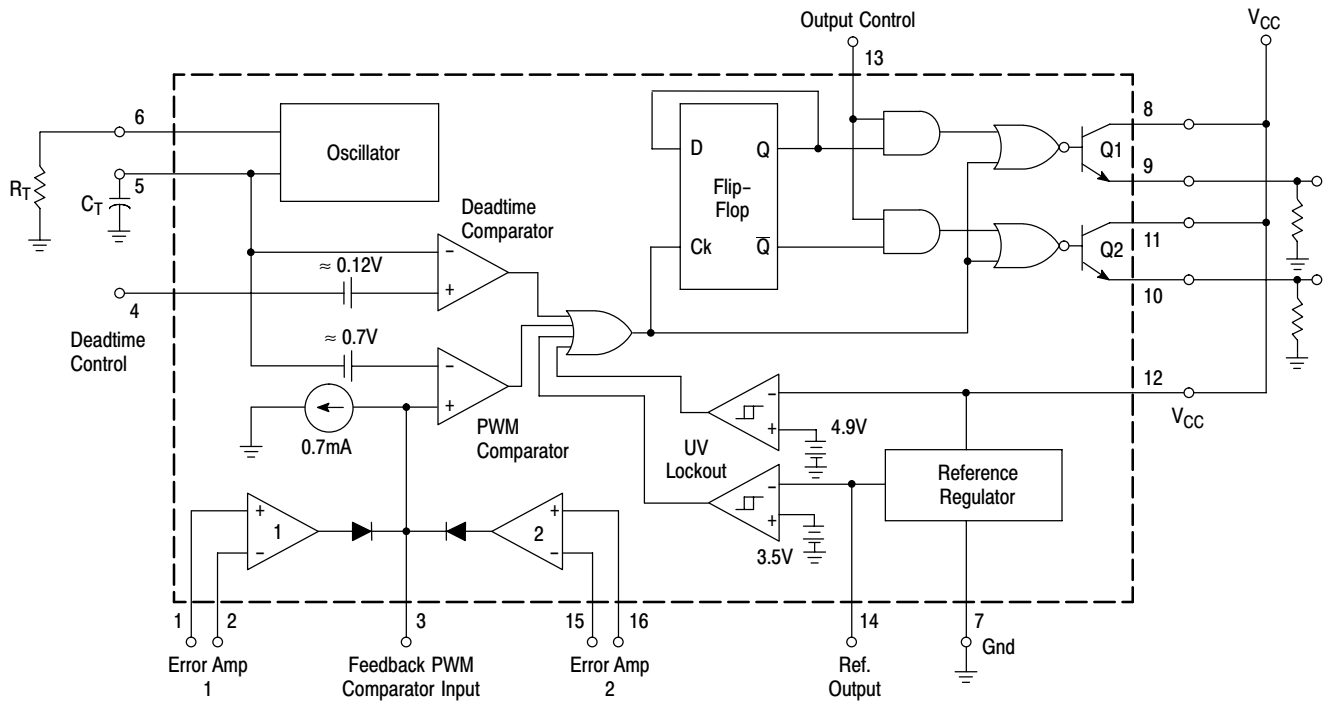 Output Control
VCC
13
6
8
Oscillator
D
Q
Q1
RT
5
CT
9
Flip–
Flop
Deadtime
Comparator
11
Ck
Q
Q2
≈ 0.12V
–
+
4
10
Deadtime
Control
≈ 0.7V
–
+
12
VCC
–
+
4.9V
0.7mA
PWM
Comparator
UV
Lockout
Reference
Regulator
–
+
3.5V
+
1
–
+
2
–
1
2
3
15
16
14
7
Gnd
Error Amp
1
Feedback PWM
Comparator Input
Error Amp
2
Ref.
Output